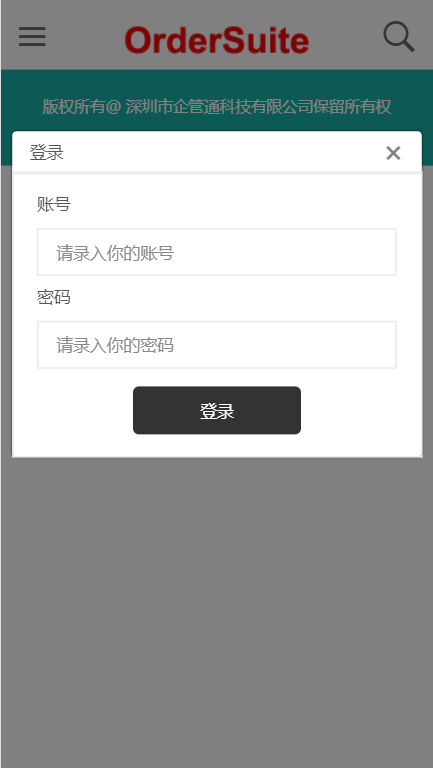 OrderSuite
版权所有@ 深圳市企管通科技有限公司保留所有权
登录
账号
请录入你的账号
密码
请录入你的密码
登录